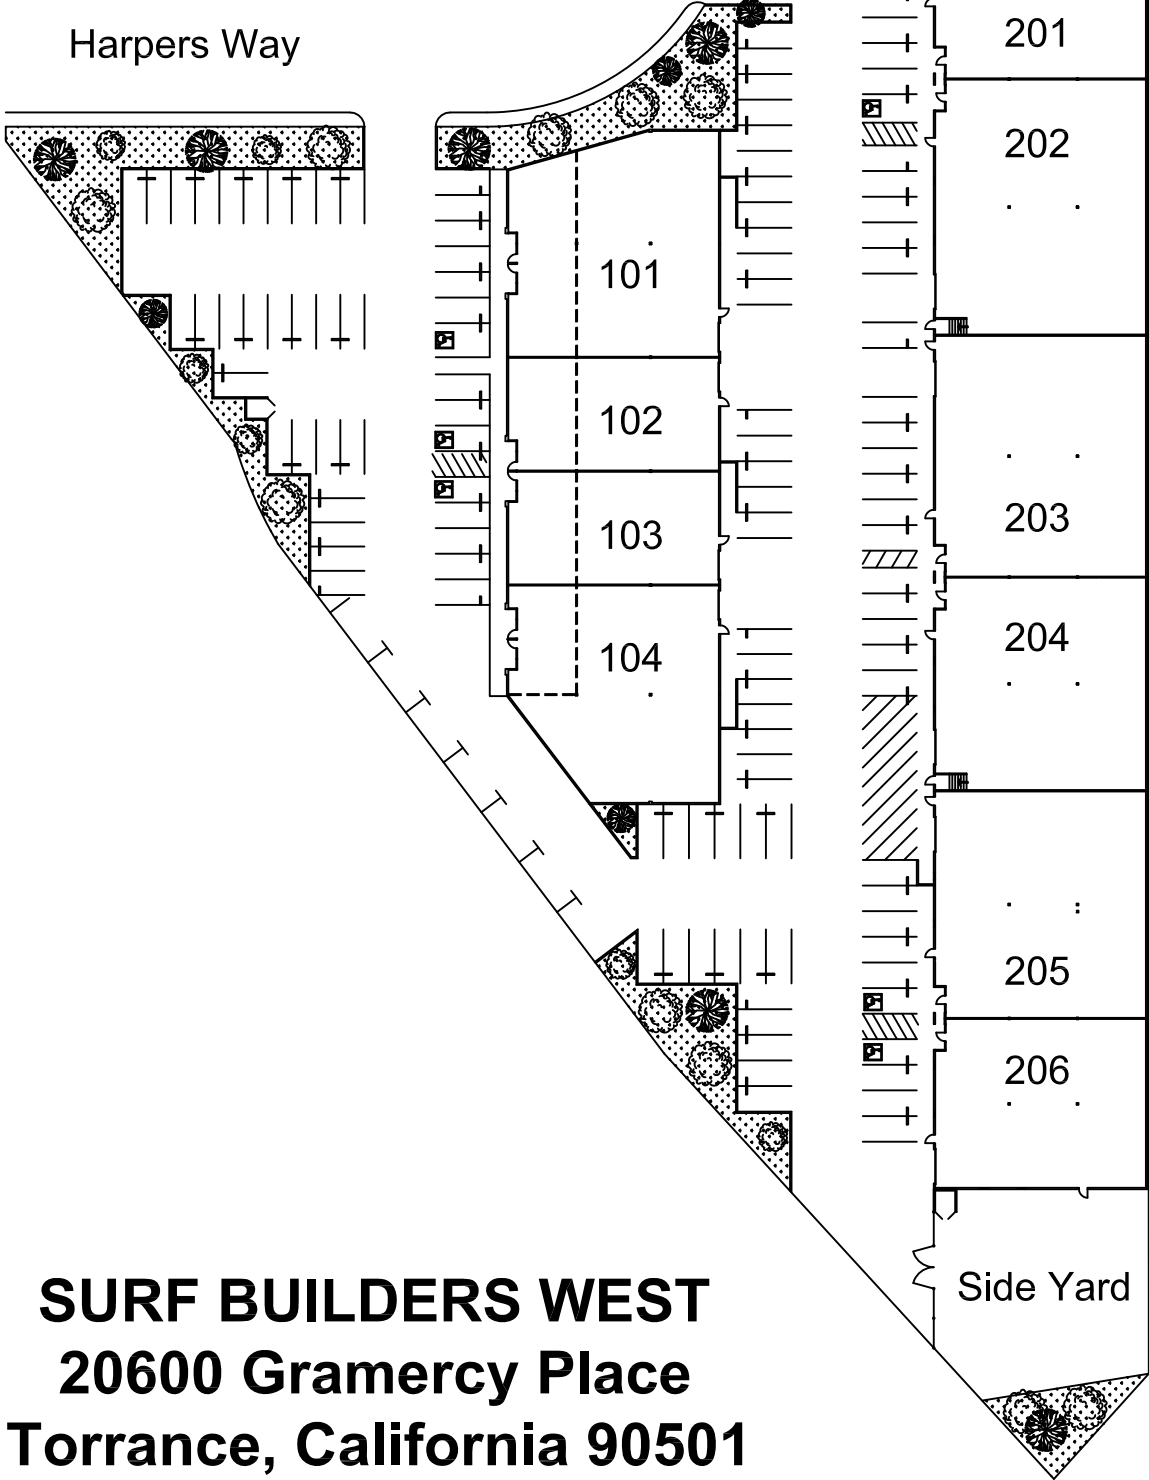 Harpers Way
201
202
101
102
203
103
204
104
205
206
Side Yard
SURF BUILDERS WEST
20600 Gramercy Place
Torrance, California 90501